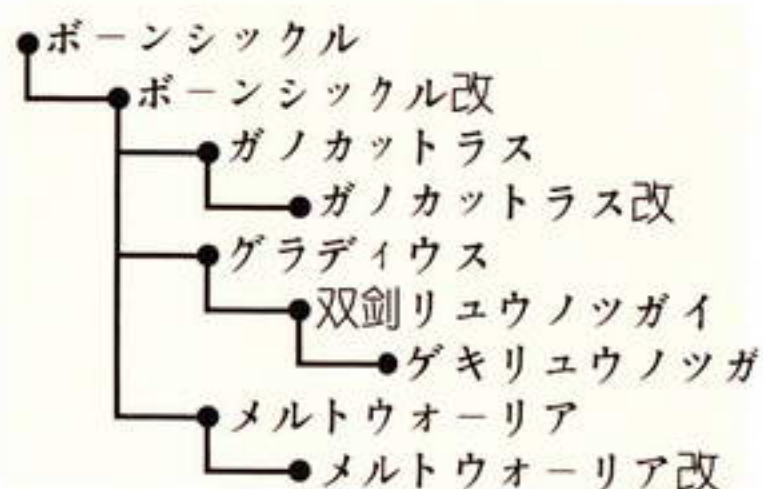 ボーンシックル
ボーンシックル改
ガノカットラス
ガノカットラス改
グラディウス
双剣リュウノツガイ
ゲキリュウノツガ
メルトウォーリア
メルトウォーリア改